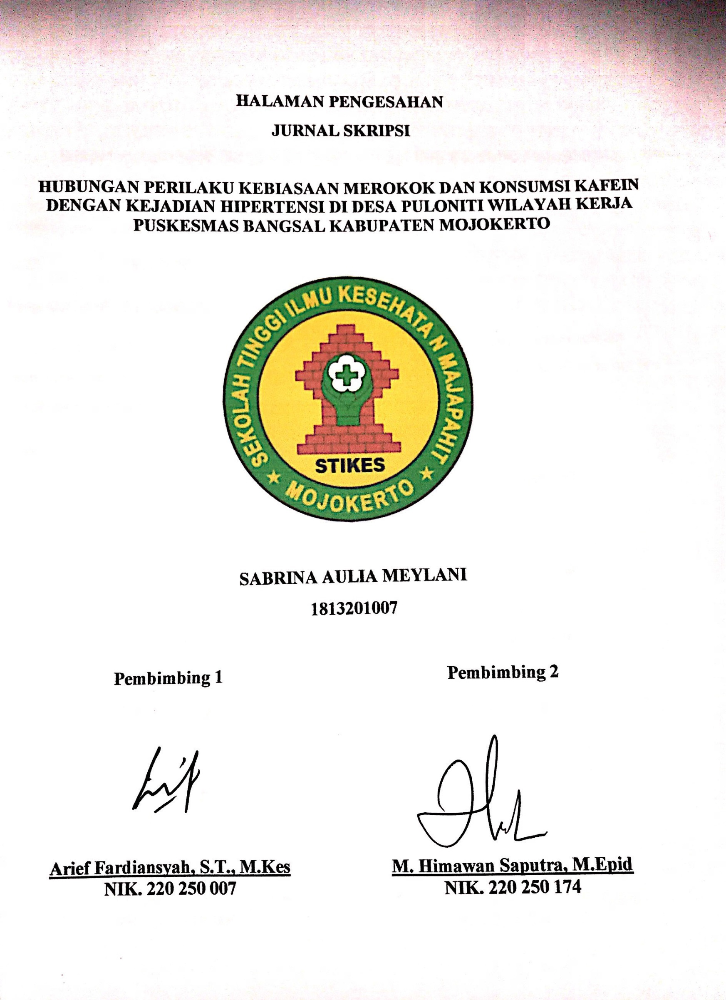 HALAMAN PENGESAHAN
JURNAL SKRIPSI
HUBUNGAN PERILAKU KEBIASAAN MEROKOK DAN KONSUMSI KAFEIN
DENGAN KEJADIAN HIPERTENSI DI DESA PULONITI WILAYAH KERJA
PUSKESMAS BANGSAL KABUPATEN MOJOKERTO
SEKOLAH TINGGI ILMU KESEHATAN MAJAPAHIT
STIKES
MOJOKERTO
SABRINA AULIA MEYLANI
1813201007
Pembimbing 1
Pembimbing 2
Arief Fardiansyah, S.T., M.Kes
NIK. 220 250 007
M. Himawan Saputra, M.Epid
NIK. 220 250 174